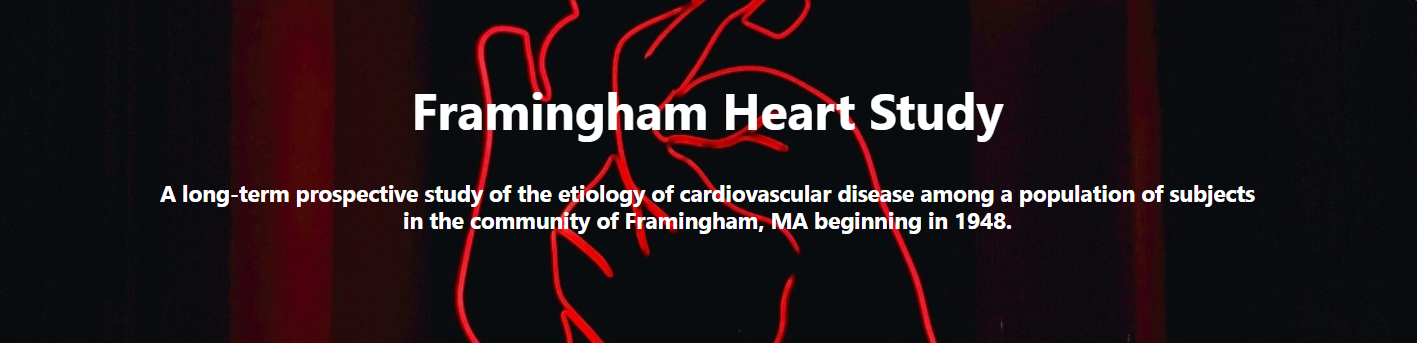 Framingham Heart Study
A long-term prospective study of the etiology of cardiovascular disease among a population of subjects
in the community of Framingham, MA beginning in 1948.